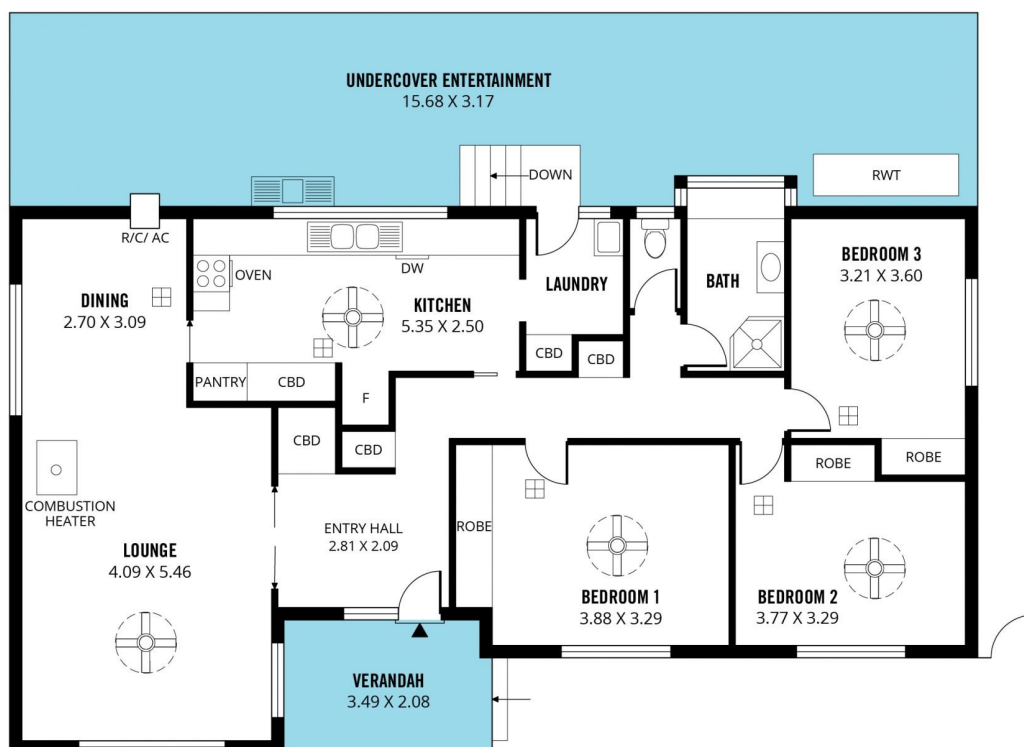 UNDERCOVER ENTERTAINMENT
15.68 X 3.17
DOWN
RWT
R/C/ AC
OVEN
DW
DINING
2.70 X 3.09
KITCHEN
5.35 X 2.50
LAUNDRY
BATH
BEDROOM 3
3.21 X 3.60
PANTRY
CBD
F
CBD
CBD
CBD
CBD
ROBE
ROBE
COMBUSTION
HEATER
LOUNGE
4.09 X 5.46
ENTRY HALL
2.81 X 2.09
ROBE
BEDROOM 1
3.88 X 3.29
BEDROOM 2
3.77 X 3.29
VERANDAH
3.49 X 2.08